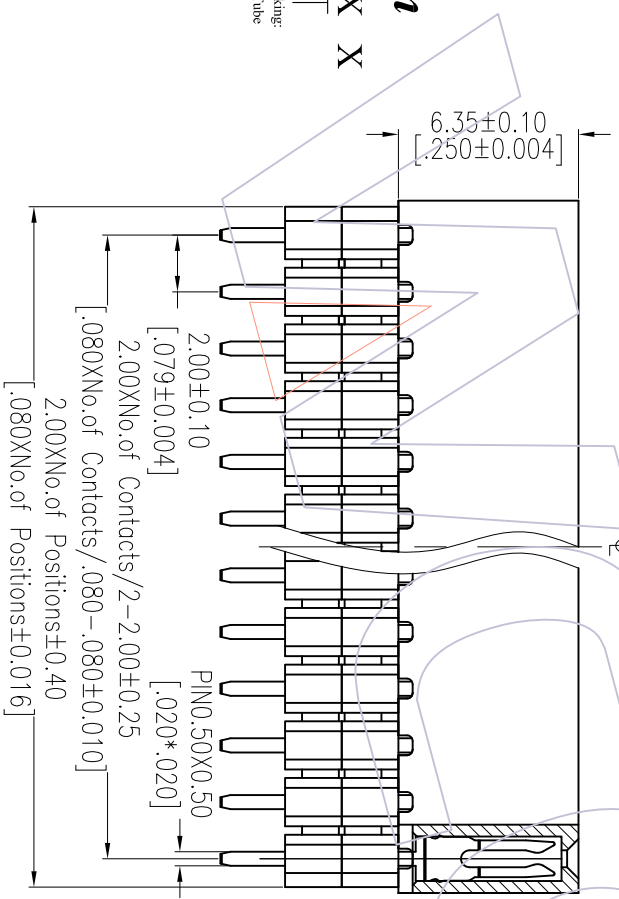 n
X X
king:
Tube
6.35±0.10
[.250±0.004]
2.00±0.10
[.079±0.004]
2.00XNo.of Contacts/2-2.00±0.25
[.080XNo.of Contacts/.080-.080±0.010]
2.00XNo.of Positions±0.40
[.080XNo.of Positions±0.016]
PIN0.50X0.50
[.020*.020]